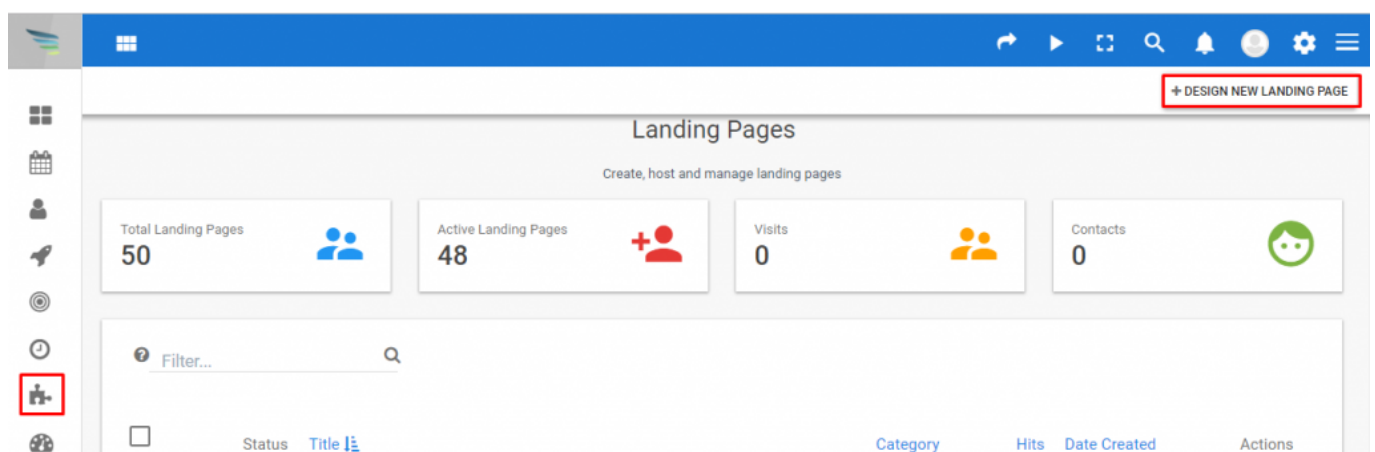 + DESIGN NEW LANDING PAGE
Landing Pages
Create, host and manage landing pages
Total Landing Pages
50
Active Landing Pages
48
Visits
0
Contacts
0
Filter...
Status Title Category Hits Date Created Actions